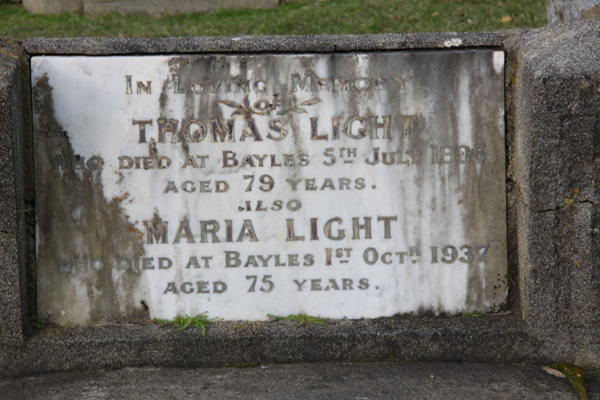 In Loving Memory
of
THOMAS LIGHT
WHO DIED AT BAYLES 5TH JULY
AGED 79 YEARS.
ALSO
MARIA LIGHT
WHO DIED AT BAYLES 1ST OCTH 1937
AGED 75 YEARS.